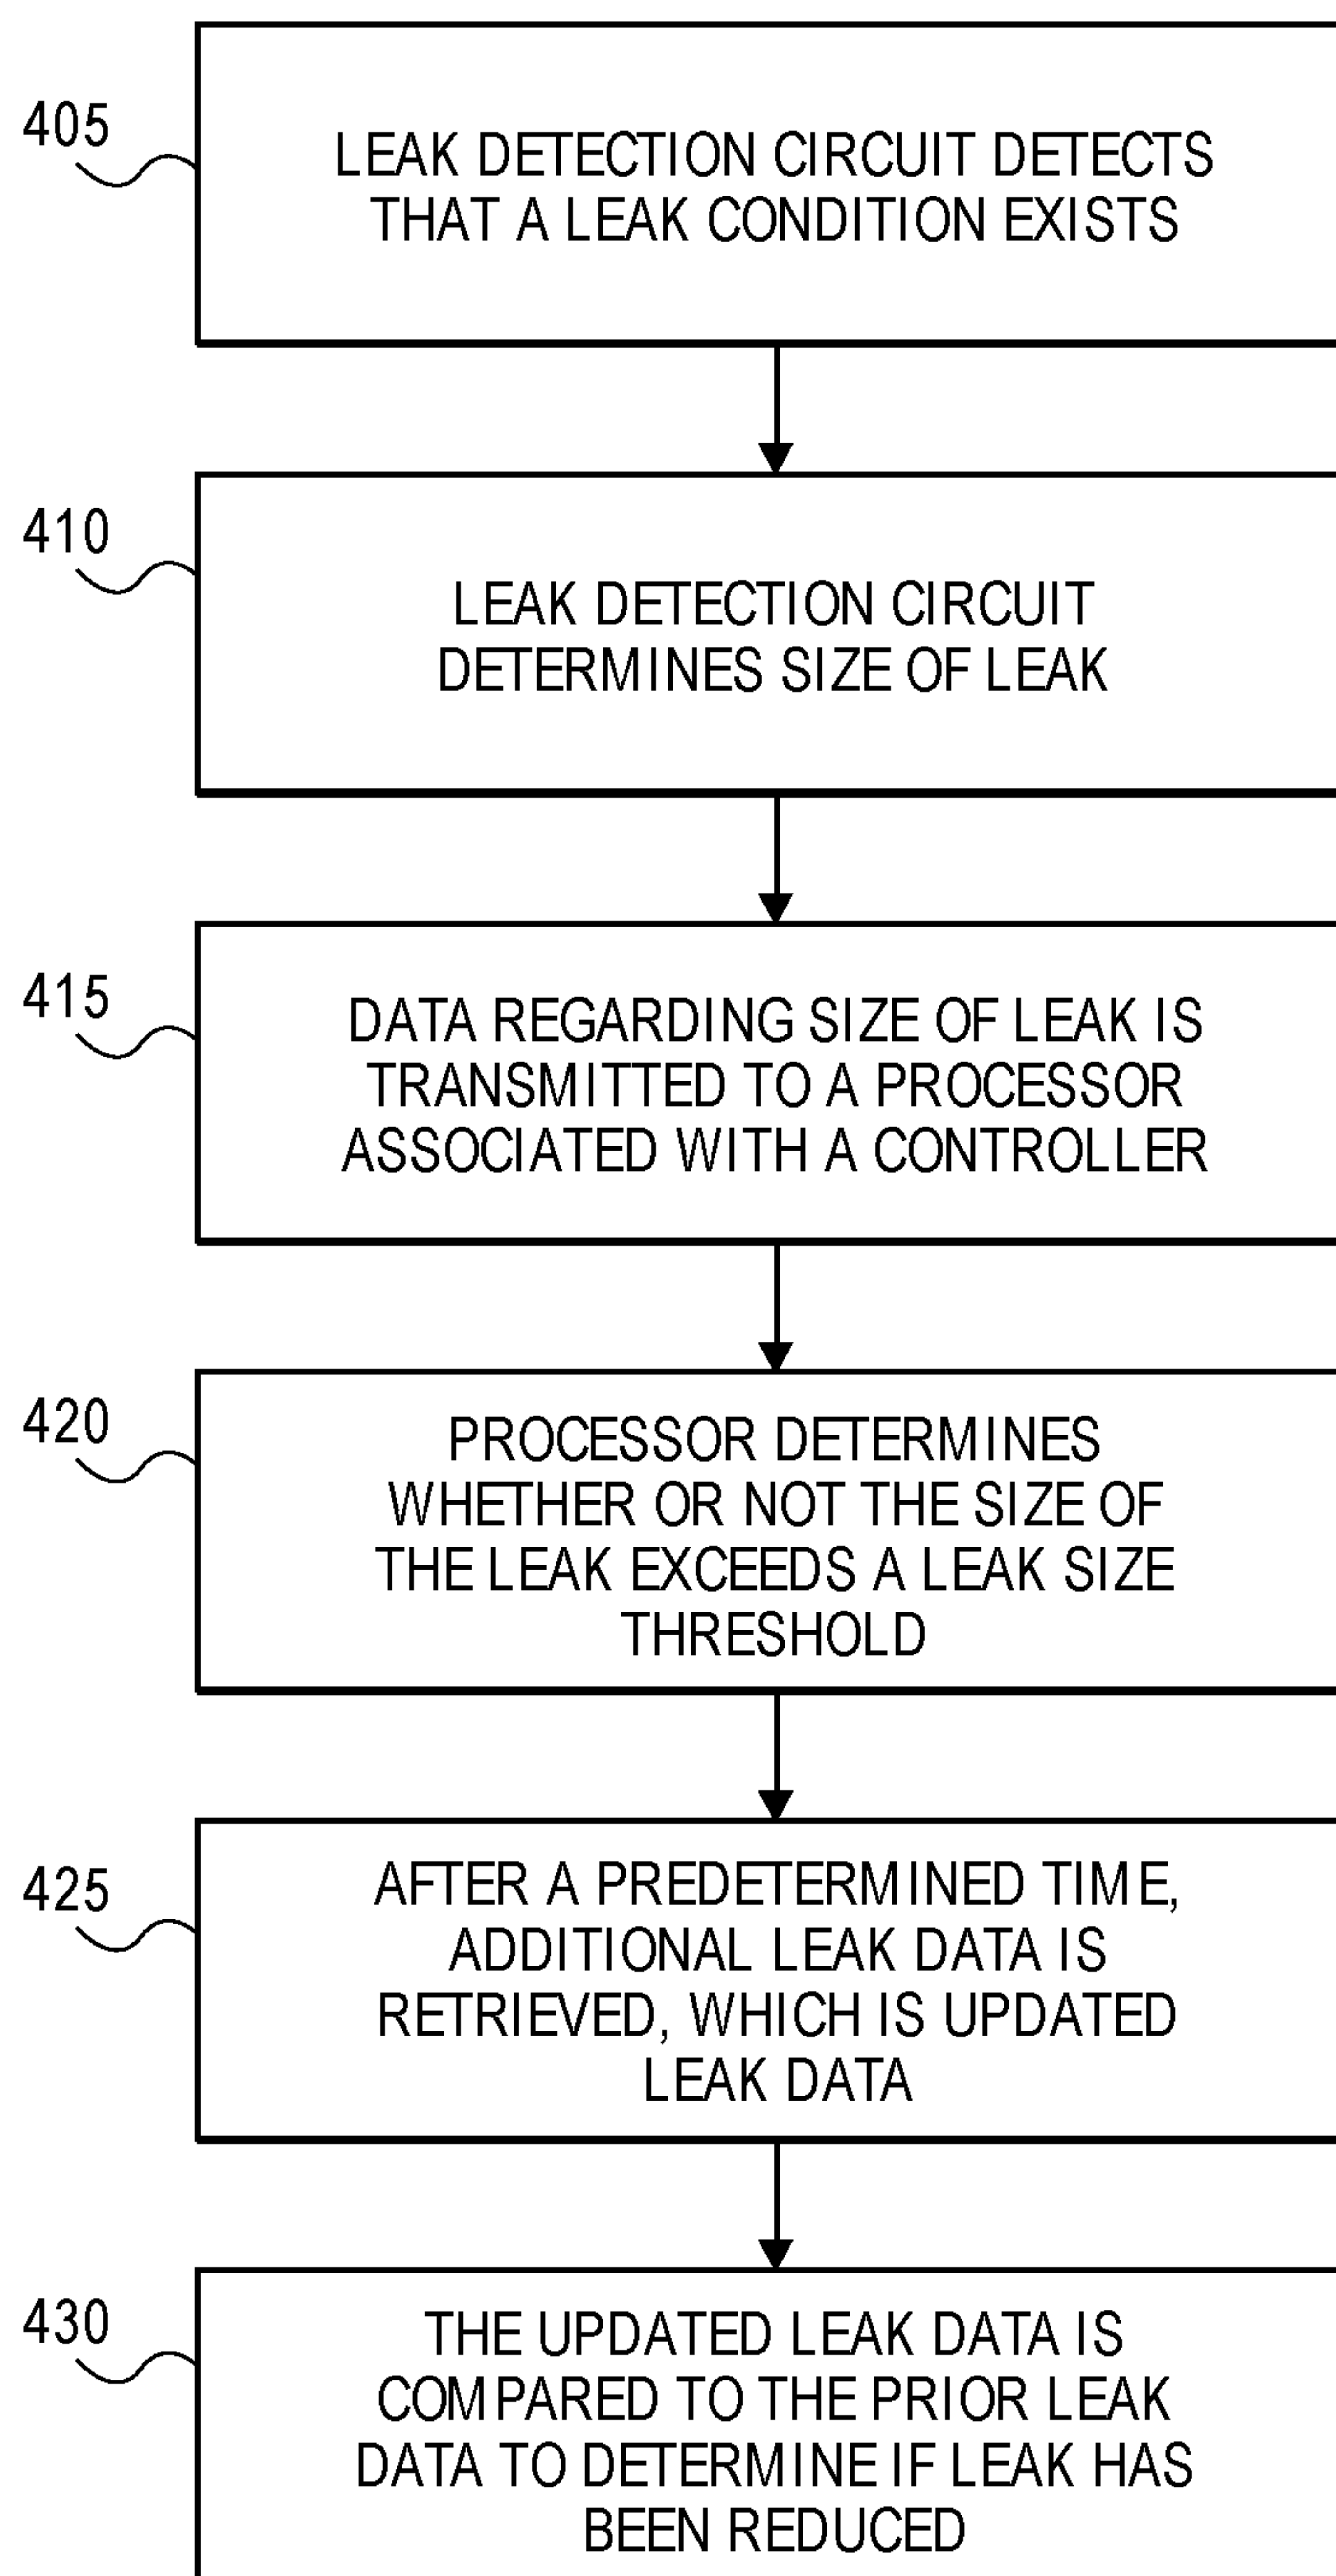 405
LEAK DETECTION CIRCUIT DETECTS
THAT A LEAK CONDITION EXISTS
410
LEAK DETECTION CIRCUIT
DETERMINES SIZE OF LEAK
415
DATA REGARDING SIZE OF LEAK IS
TRANSMITTED TO A PROCESSOR
ASSOCIATED WITH A CONTROLLER
420
PROCESSOR DETERMINES
WHETHER OR NOT THE SIZE OF
THE LEAK EXCEEDS A LEAK SIZE
THRESHOLD
425
AFTER A PREDETERMINED TIME,
ADDITIONAL LEAK DATA IS
RETRIEVED, WHICH IS UPDATED
LEAK DATA
430
THE UPDATED LEAK DATA IS
COMPARED TO THE PRIOR LEAK
DATA TO DETERMINE IF LEAK HAS
BEEN REDUCED